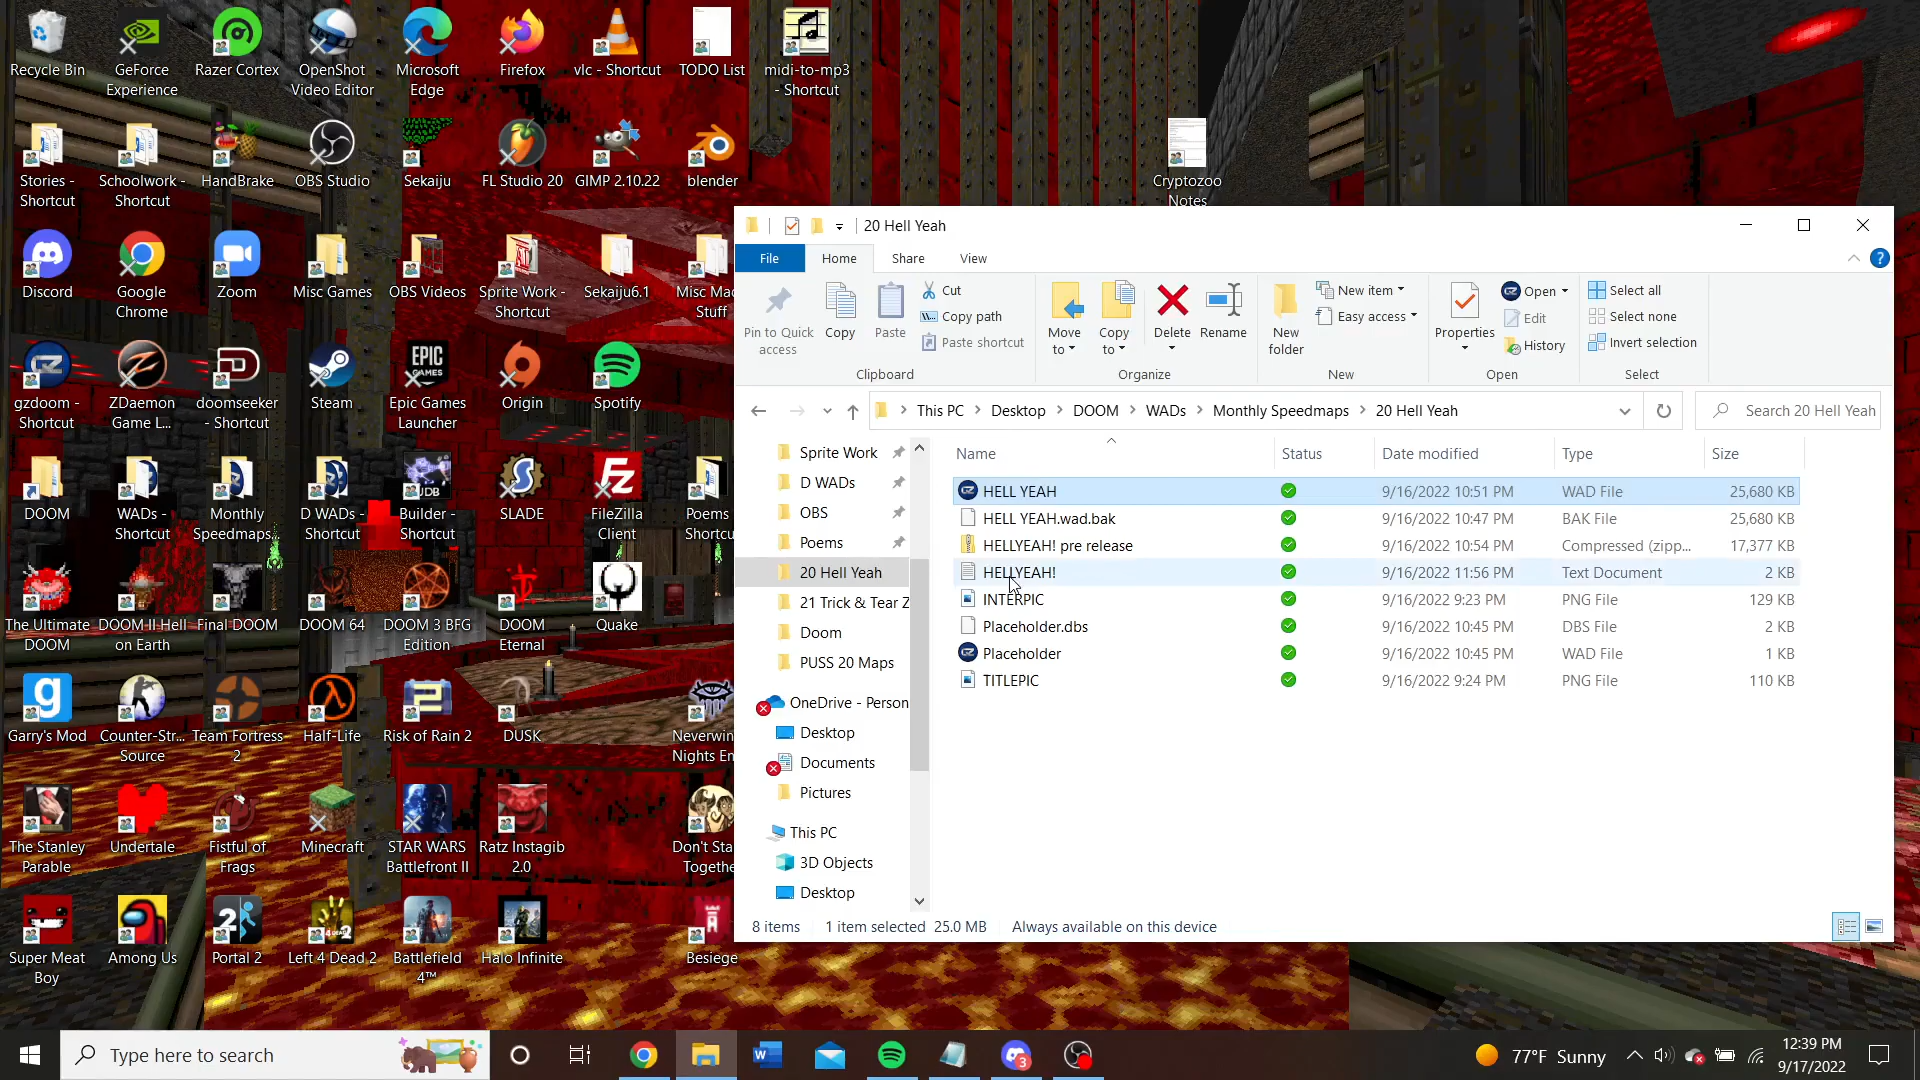 Recycle Bin
GeForce
Experience
Razer Cortex
OpenShot
Video Editor
Microsoft
Edge
Firefox
vlc - Shortcut
TODO List
midi-to-mp3
- Shortcut
Stories -
Shortcut
Schoolwork -
Shortcut
HandBrake
OBS Studio
Sekaiju
FL Studio 20
GIMP 2.10.22
blender
Cryptozoo
Notes
Discord
Google
Chrome
Zoom
Misc Games
OBS Videos
Sprite Work -
Shortcut
Sekaiju6.1
Misc Mac
Stuff
gzdoom -
Shortcut
ZDaemon
Game L...
doomseeker
- Shortcut
Steam
EPIC
GAMES
Epic Games
Launcher
Origin
Spotify
DOOM
WADs -
Shortcut
Monthly
Speedmaps...
D WADs -
Shortcut
UDB
Builder -
Shortcut
SLADE
FileZilla
Client
Poems
Shortcu
The Ultimate
DOOM
DOOM II Hell
on Earth
Final DOOM
DOOM 64
DOOM 3 BFG
Edition
DOOM
Eternal
Quake
Garry's Mod
Counter-Str...
Source
Team Fortress
2
Half-Life
Risk of Rain 2
DUSK
Neverwin
Nights En
The Stanley
Parable
Undertale
Fistful of
Frags
Minecraft
STAR WARS
Battlefront II
Ratz Instagib
2.0
Don't Sta
Togethe
Super Meat
Boy
Among Us
Portal 2
Left 4 Dead 2
Battlefield
4™
Halo Infinite
Besiege
20 Hell Yeah
File
Home
Share
View
Pin to Quick
access
Copy
Paste
Cut
Copy path
Paste shortcut
Clipboard
Move
to
Copy
to
Delete
Rename
Organize
New
folder
New item
Easy access
New
Properties
Open
Edit
History
Open
Select all
Select none
Invert selection
Select
This PC > Desktop > DOOM > WADs > Monthly Speedmaps > 20 Hell Yeah
Search 20 Hell Yeah
Sprite Work
D WADs
OBS
Poems
20 Hell Yeah
21 Trick & Tear Z
Doom
PUSS 20 Maps
OneDrive - Person
Desktop
Documents
Pictures
This PC
3D Objects
Desktop
Name Status Date modified Type Size
HELL YEAH 9/16/2022 10:51 PM WAD File 25,680 KB
HELL YEAH.wad.bak 9/16/2022 10:47 PM BAK File 25,680 KB
HELLYEAH! pre release 9/16/2022 10:54 PM Compressed (zipp... 17,377 KB
HELLYEAH! 9/16/2022 11:56 PM Text Document 2 KB
INTERPIC 9/16/2022 9:23 PM PNG File 129 KB
Placeholder.dbs 9/16/2022 10:45 PM DBS File 2 KB
Placeholder 9/16/2022 10:45 PM WAD File 1 KB
TITLEPIC 9/16/2022 9:24 PM PNG File 110 KB
8 items 1 item selected 25.0 MB Always available on this device
Type here to search
3
77°F Sunny
12:39 PM
9/17/2022